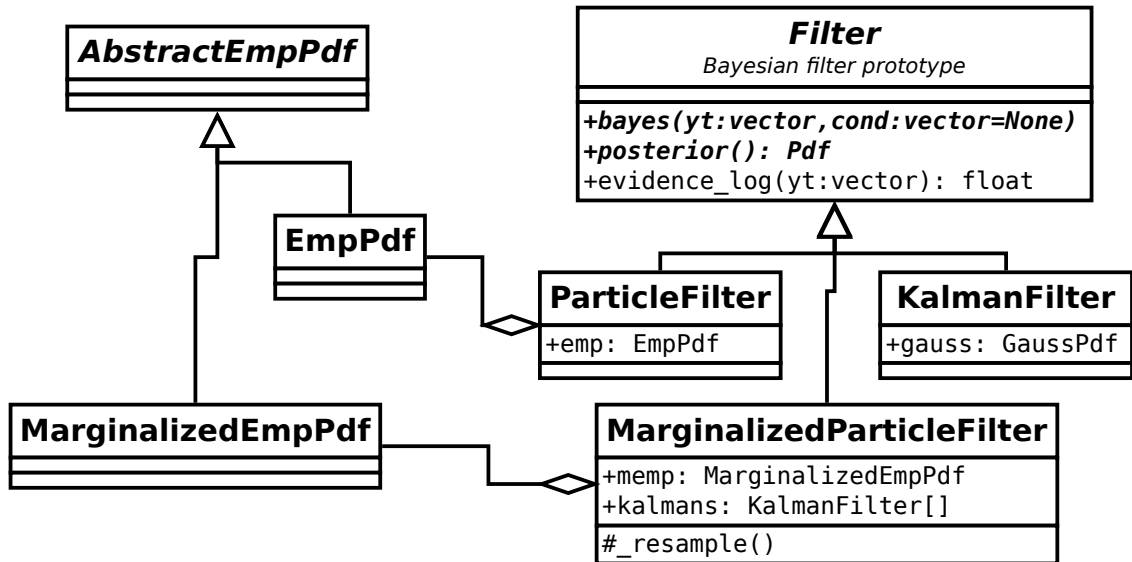 AbstractEmpPdf
Filter
Bayesian filter prototype
+bayes(yt:vector,cond:vector=None)
+posterior(): Pdf
+evidence_log(yt:vector): float
EmpPdf
ParticleFilter
+emp: EmpPdf
KalmanFilter
+gauss: GaussPdf
MarginalizedEmpPdf
MarginalizedParticleFilter
+memp: MarginalizedEmpPdf
+kalmans: KalmanFilter[]
#_resample()